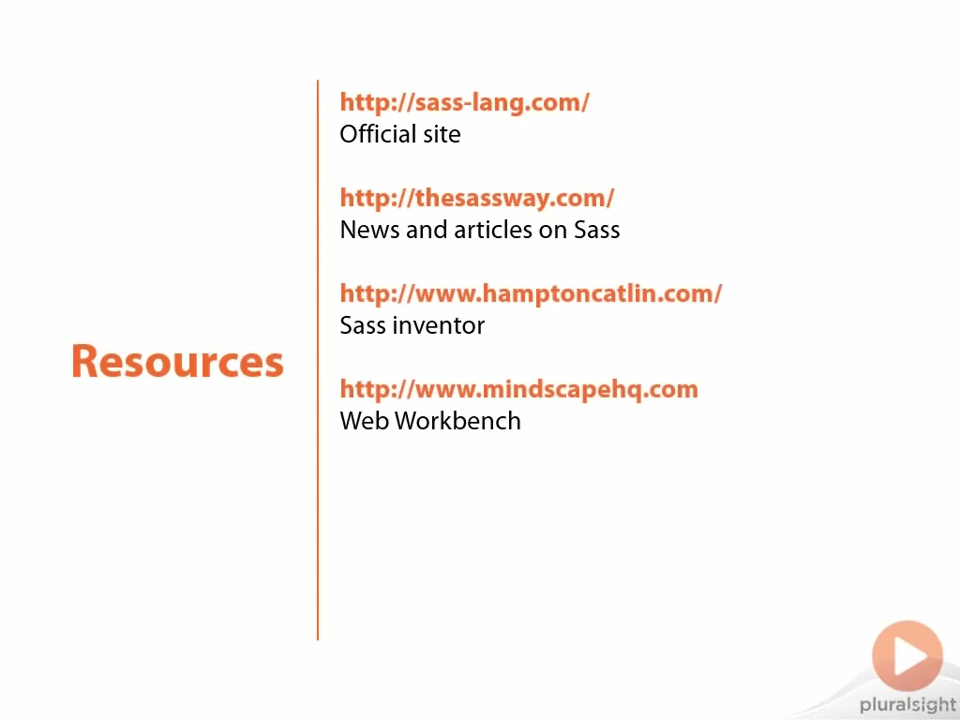 Resources
http://sass-lang.com/
Official site
http://thesassway.com/
News and articles on Sass
http://www.hamptoncatlin.com/
Sass inventor
http://www.mindscapehq.com
Web Workbench
pluralsight